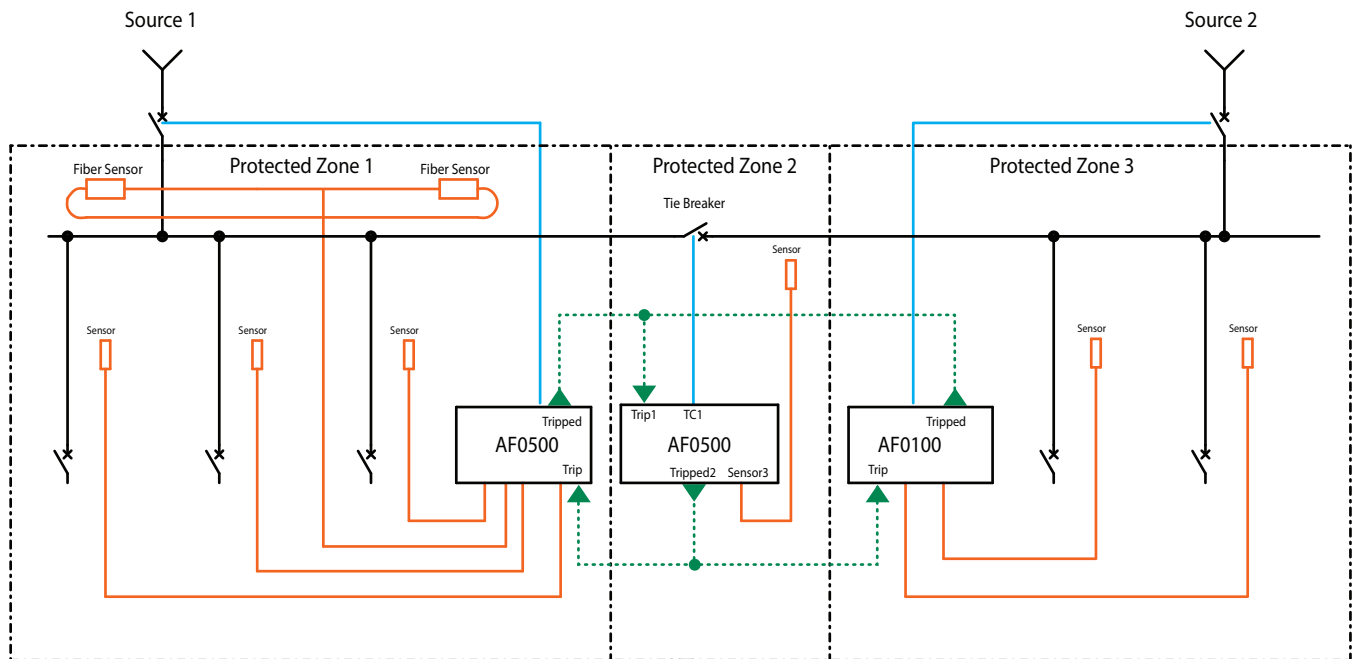 Source 1
Source 2
Protected Zone 1
Protected Zone 2
Protected Zone 3
Fiber Sensor
Fiber Sensor
Tie Breaker
Sensor
Sensor
Sensor
Sensor
Sensor
Sensor
Tripped
AF0500
Trip
Trip1
TC1
AF0500
Tripped2
Sensor3
Tripped
AF0100
Trip